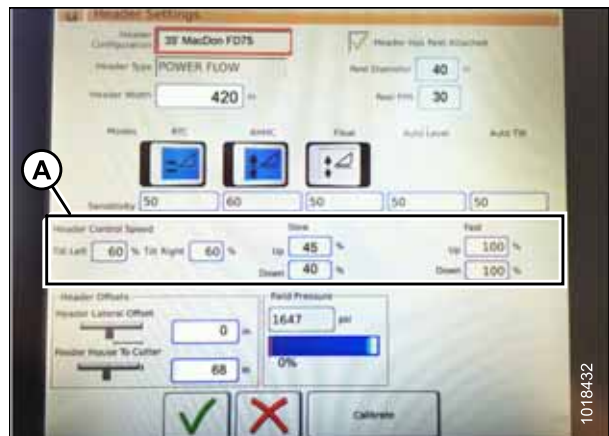 Header Settings
Header Configuration 35' MacDon FD75 Header Has Reel Attached
Header Type POWER FLOW Reel Diameter 40 in
Header Width 420 in Reel PPR 30
Modes RTC AHHC Float Auto Level Auto Tilt
A
Sensitivity 50 60 50 50 50
Header Control Speed Slow Fast
Tilt Left 60 % Tilt Right 60 % Up 45 % Up 100 %
Down 40 % Down 100 %
Header Offsets Field Pressure
Header Lateral Offset 0 in 1647 psi
Feeder House To Cutter 68 in 0%
Calibrate
1018432